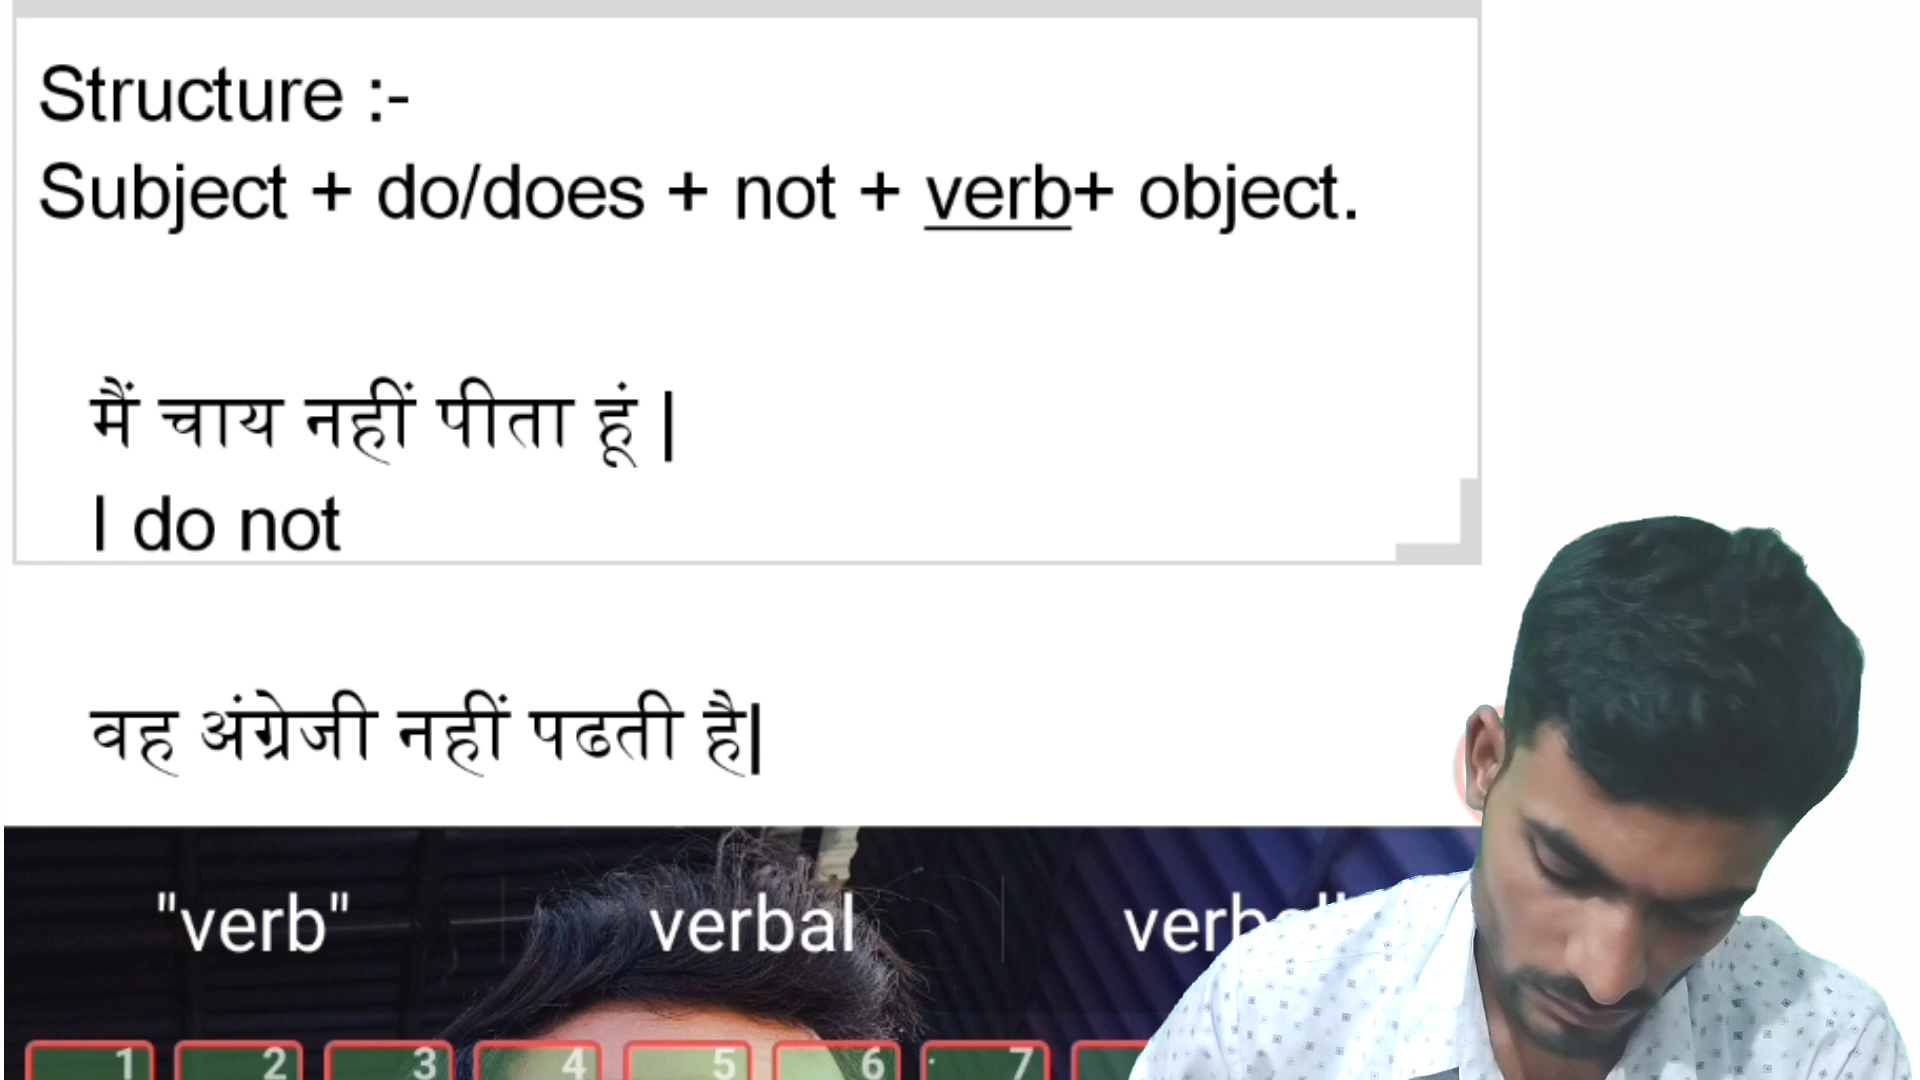 Structure :-
Subject + do/does + not + verb+ object.
मैं चाय नहीं पीता हूं |
I do not
वह अंग्रेजी नहीं पढती है|
"verb" verbal
1 2 3 4 5 6 7